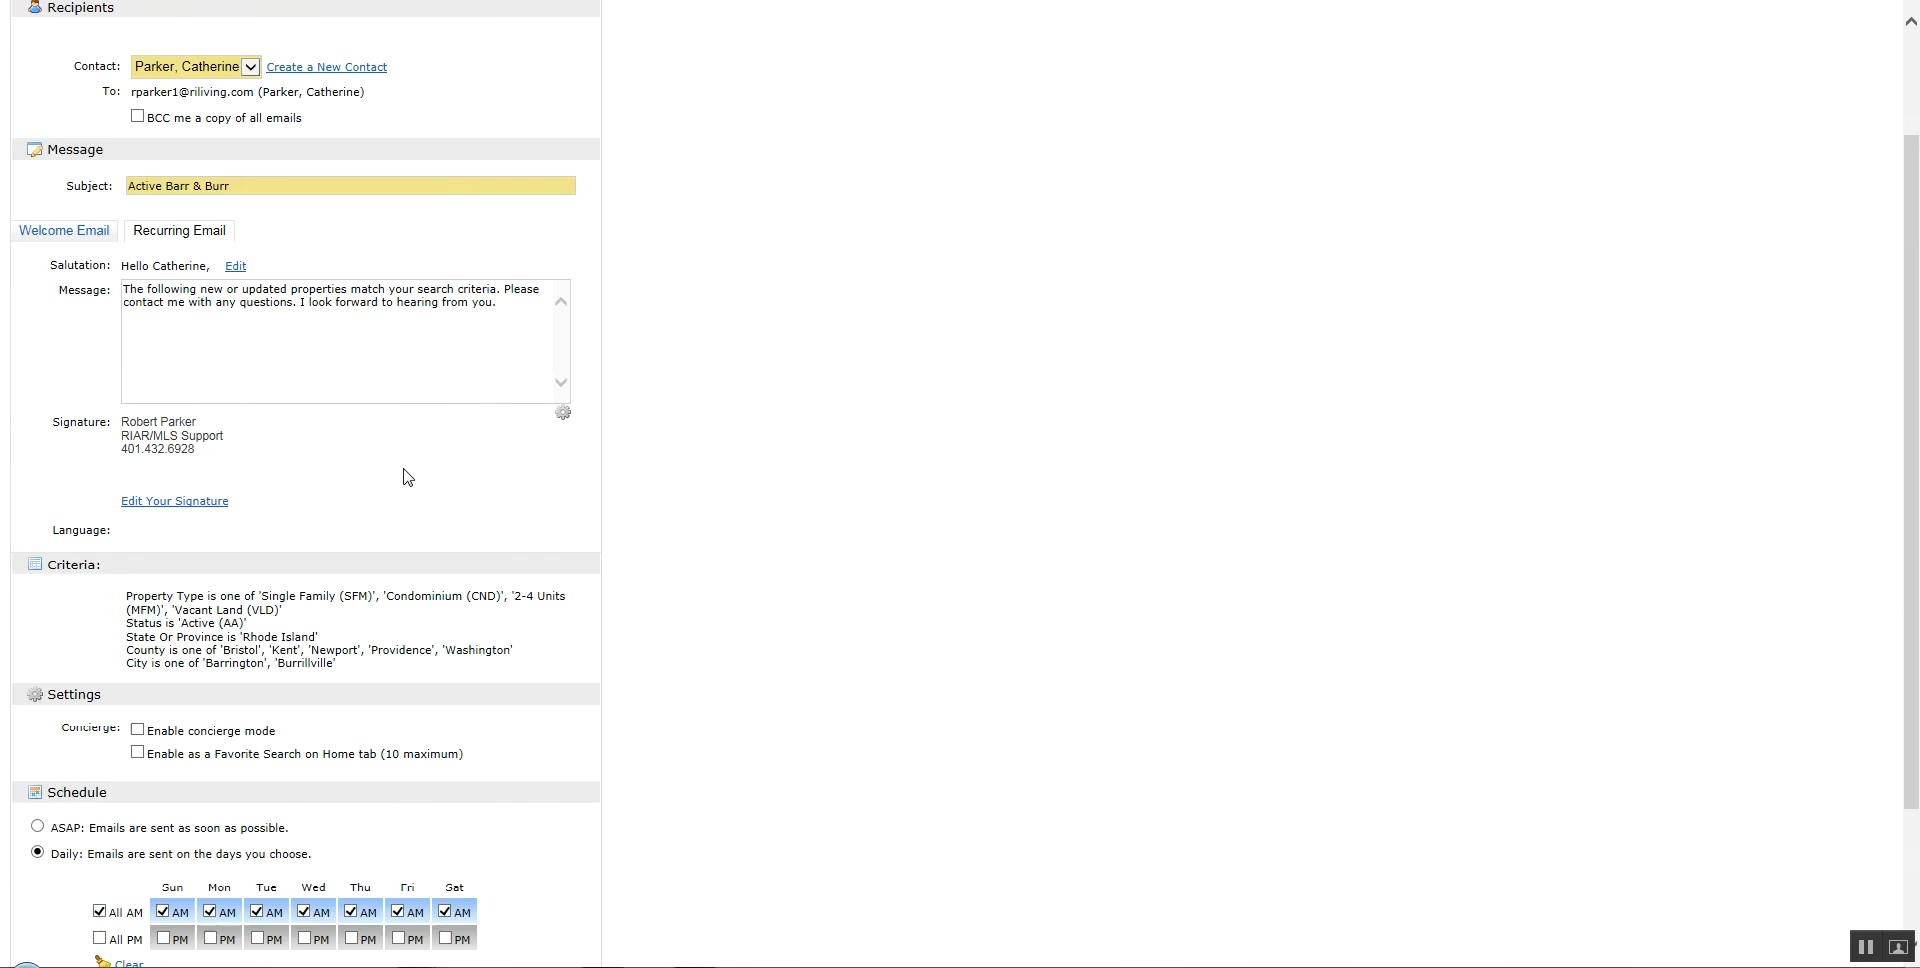 Recipients
Contact: Parker, Catherine Create a New Contact
To: rparker1@riliving.com (Parker, Catherine)
BCC me a copy of all emails
Message
Subject: Active Barr & Burr
Welcome Email Recurring Email
Salutation: Hello Catherine, Edit
Message: The following new or updated properties match your search criteria. Please
contact me with any questions. I look forward to hearing from you.
Signature: Robert Parker
RIAR/MLS Support
401.432.6928
Edit Your Signature
Language:
Criteria:
Property Type is one of 'Single Family (SFM)', 'Condominium (CND)', '2-4 Units
(MFM)', 'Vacant Land (VLD)'
Status is 'Active (AA)'
State Or Province is 'Rhode Island'
County is one of 'Bristol', 'Kent', 'Newport', 'Providence', 'Washington'
City is one of 'Barrington', 'Burrillville'
Settings
Concierge: Enable concierge mode
Enable as a Favorite Search on Home tab (10 maximum)
Schedule
ASAP: Emails are sent as soon as possible.
Daily: Emails are sent on the days you choose.
Sun Mon Tue Wed Thu Fri Sat
All AM AM AM AM AM AM AM AM
All PM PM PM PM PM PM PM PM
Clear